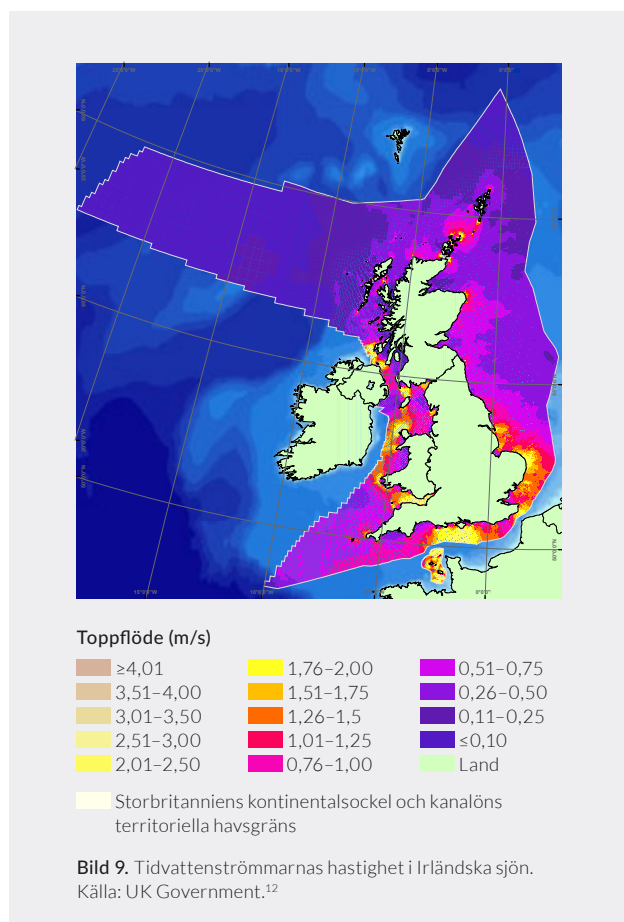 Toppflöde (m/s)
≥4,01
3,51–4,00
3,01–3,50
2,51–3,00
2,01–2,50
1,76–2,00
1,51–1,75
1,26–1,5
1,01–1,25
0,76–1,00
0,51–0,75
0,26–0,50
0,11–0,25
≤0,10
Land
Storbritanniens kontinentalsockel och kanalöns
territoriella havsgräns
Bild 9. Tidvattenströmmarnas hastighet i Irländska sjön.
Källa: UK Government.¹²